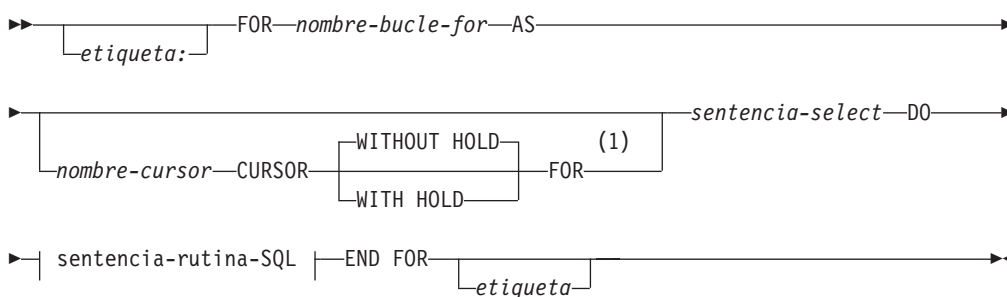 FOR nombre-bucle-for AS
etiqueta:
sentencia-select DO
WITHOUT HOLD (1)
nombre-cursor CURSOR FOR
WITH HOLD
sentencia-rutina-SQL END FOR
etiqueta